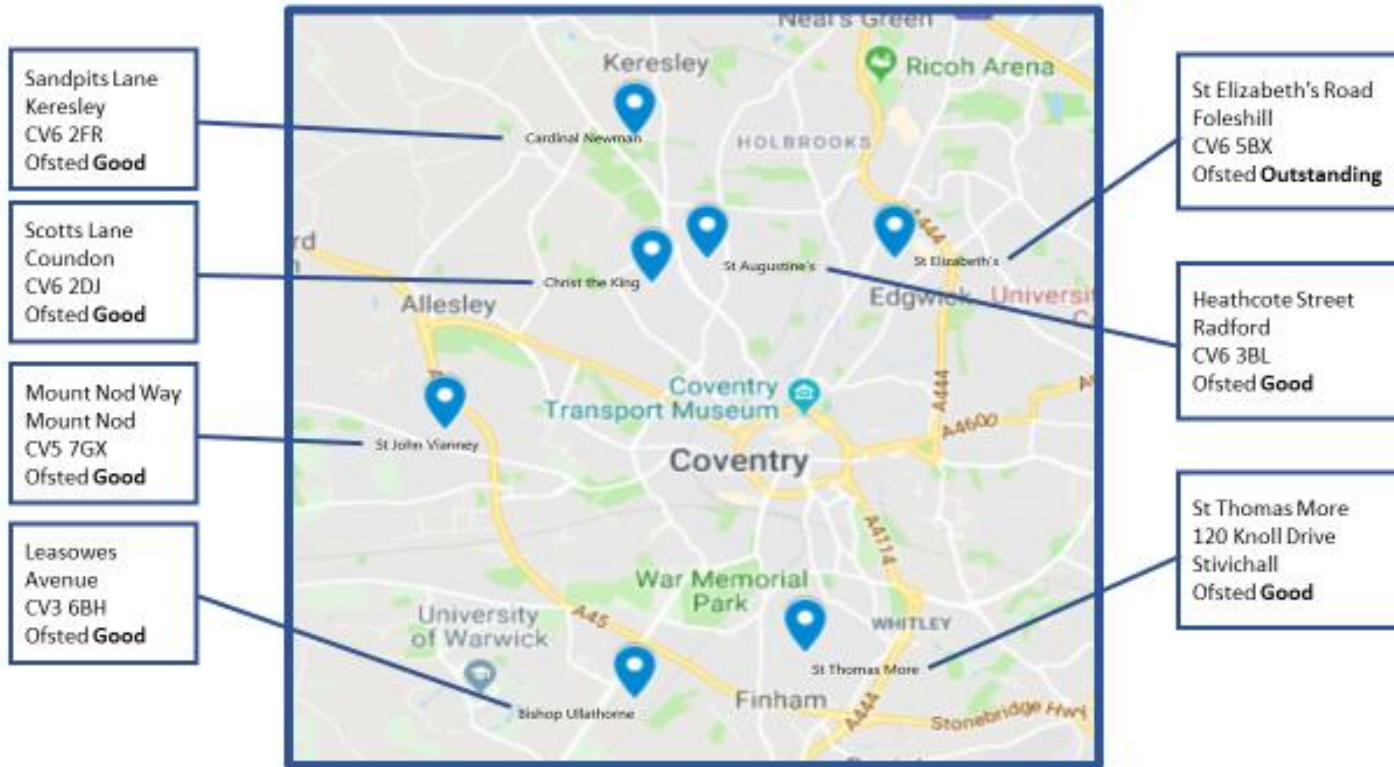 Sandpits Lane
Keresley
CV6 2FR
Ofsted Good
Scotts Lane
Coundon
CV6 2DJ
Ofsted Good
Mount Nod Way
Mount Nod
CV5 7GX
Ofsted Good
Leasowes
Avenue
CV3 6BH
Ofsted Good
Neal's Green
Keresley
Ricoh Arena
Cardinal Newman
HOLBROOKS
A444
St Augustine's
St Elizabeth's
Christ the King
Edgwick
Allesley
Coventry
Transport Museum
A444
A4600
St John Vianney
Coventry
A4114
War Memorial
Park
University
of Warwick
A45
WHITLEY
St Thomas More
Finham
Bishop Ullathorne
A444
Stonebridge Hwy
St Elizabeth's Road
Foleshill
CV6 5BX
Ofsted Outstanding
Heathcote Street
Radford
CV6 3BL
Ofsted Good
St Thomas More
120 Knoll Drive
Stivichall
Ofsted Good